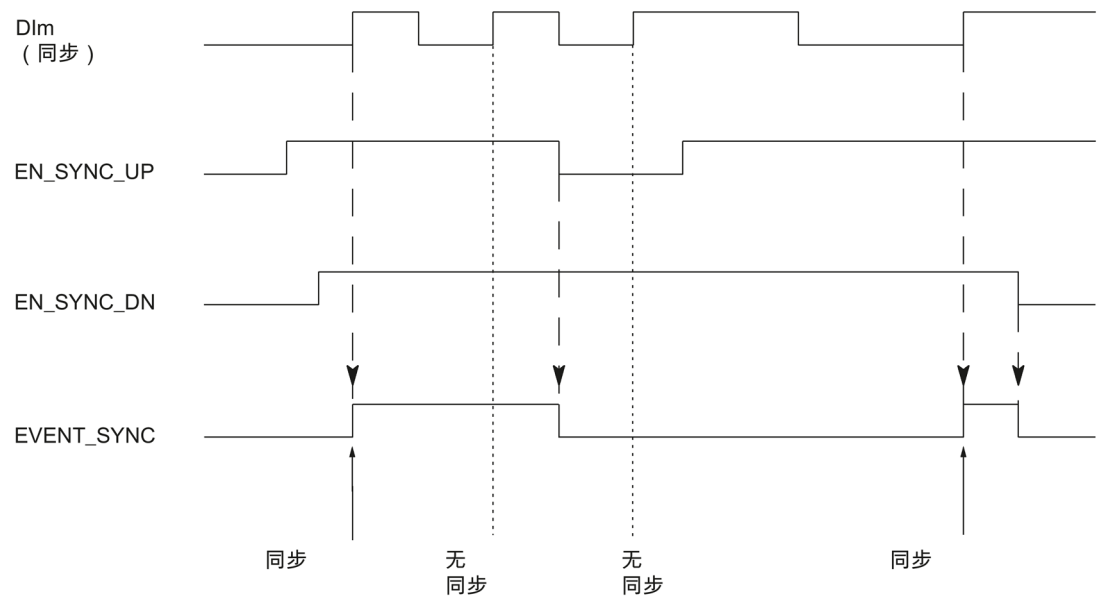 DIm
（同步）
EN_SYNC_UP
EN_SYNC_DN
EVENT_SYNC
同步
无
同步
无
同步
同步